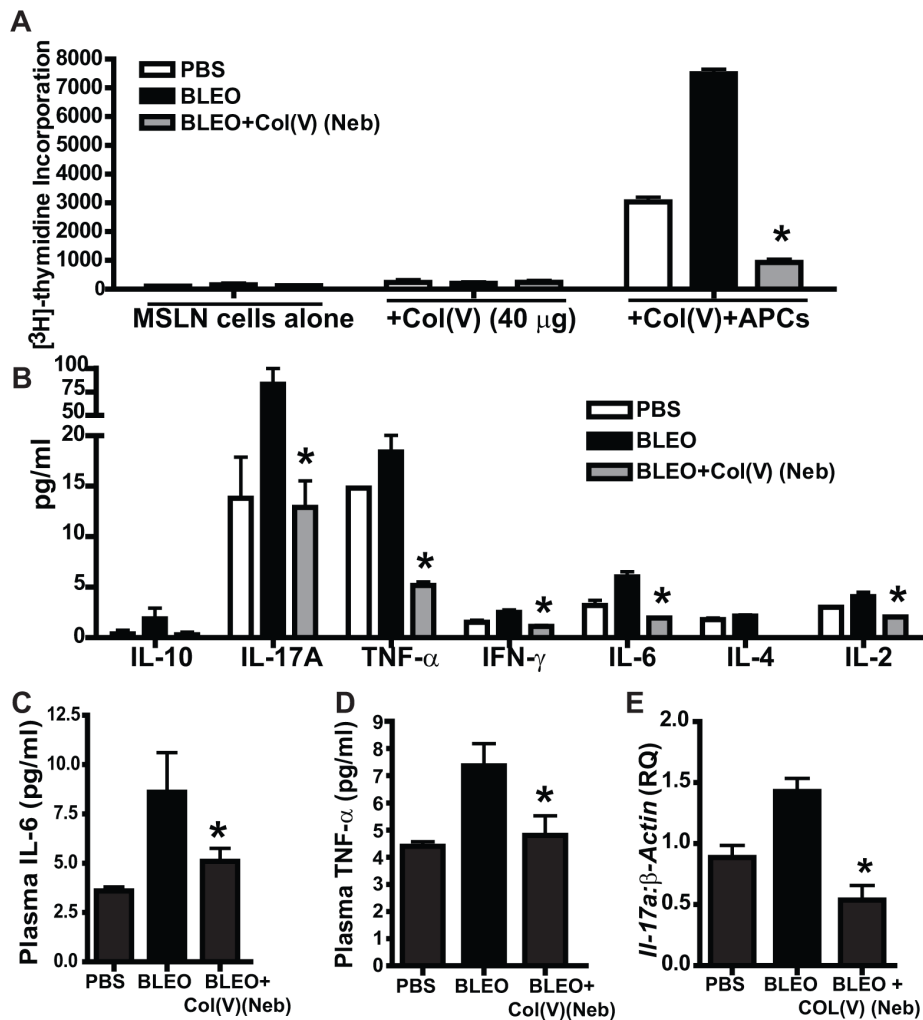 A
[3H]-thymidine Incorporation
8000
7000
6000
5000
4000
3000
2000
1000
0
PBS
BLEO
BLEO+Col(V) (Neb)
*
MSLN cells alone
+Col(V) (40 μg)
+Col(V)+APCs
B
pg/ml
100
75
50
20
15
10
5
0
PBS
BLEO
BLEO+Col(V) (Neb)
* * * * *
IL-10
IL-17A
TNF-α
IFN-γ
IL-6
IL-4
IL-2
C
Plasma IL-6 (pg/ml)
12.5
10.0
7.5
5.0
2.5
0.0
*
PBS
BLEO
BLEO+
Col(V)(Neb)
D
Plasma TNF-α (pg/ml)
9
8
7
6
5
4
3
2
1
0
*
PBS
BLEO
BLEO+
Col(V)(Neb)
E
Il-17a:β-Actin (RQ)
2.0
1.5
1.0
0.5
0.0
*
PBS
BLEO
BLEO +
COL(V) (Neb)